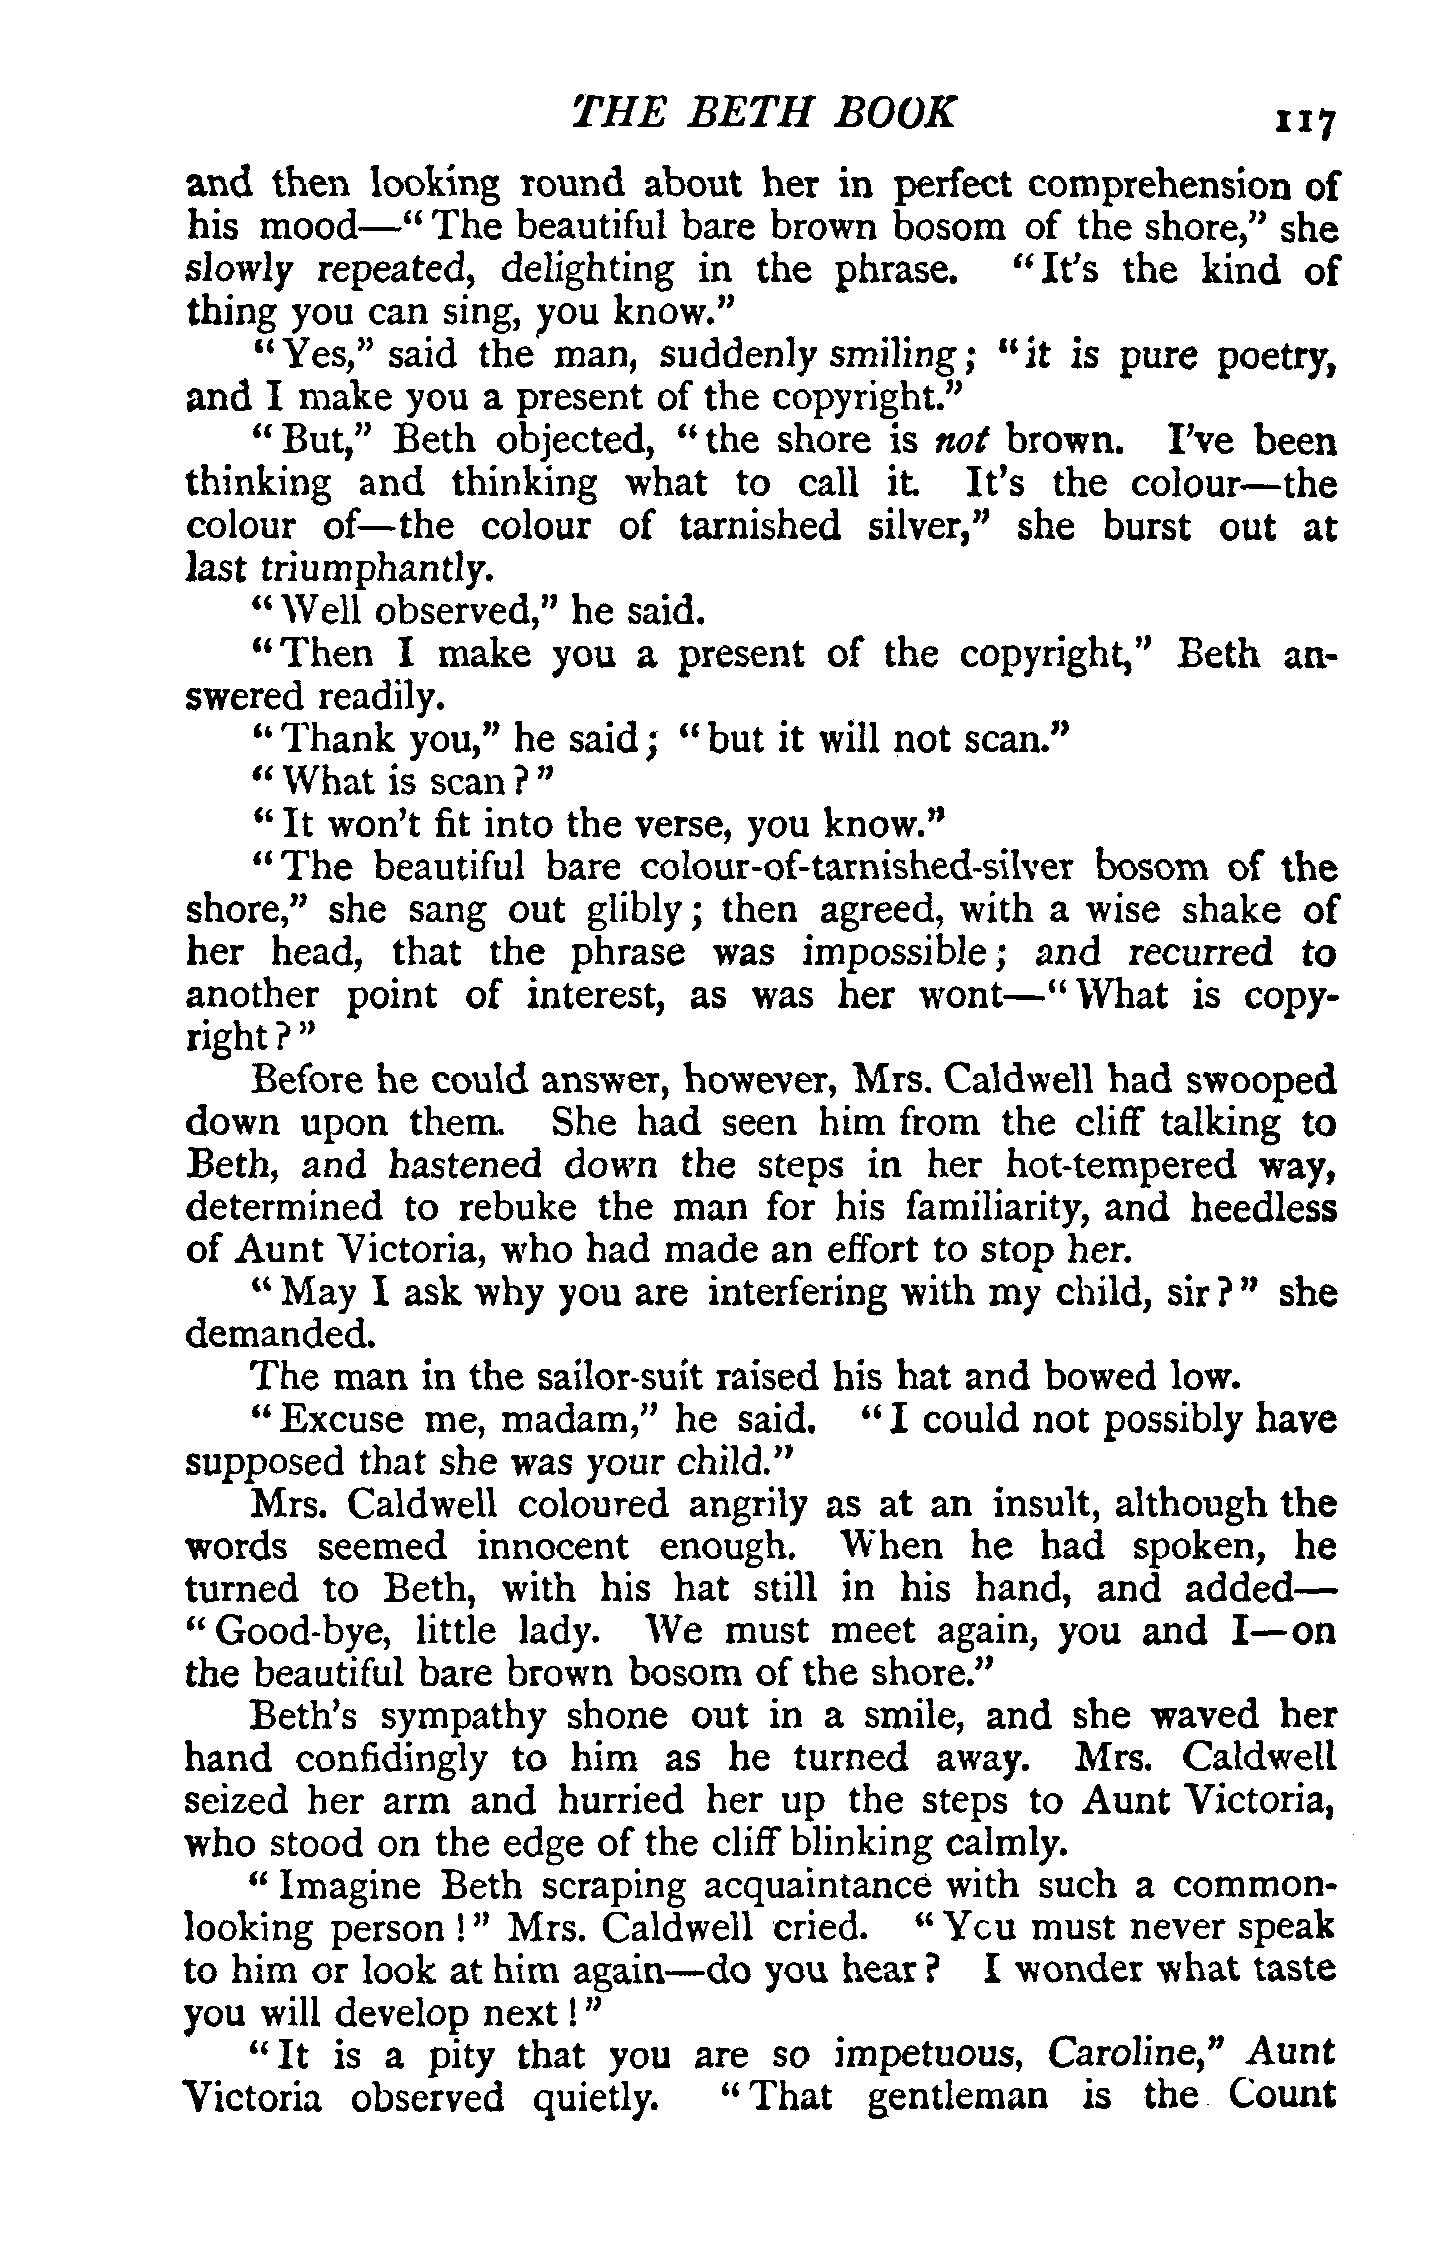 THE BETH BOOK 117
and then looking round about her in perfect comprehension of
his mood—“The beautiful bare brown bosom of the shore,” she
slowly repeated, delighting in the phrase. “It’s the kind of
thing you can sing, you know.”
“Yes,” said the man, suddenly smiling; “it is pure poetry,
and I make you a present of the copyright.”
“But,” Beth objected, “the shore is not brown. I’ve been
thinking and thinking what to call it. It’s the colour—the
colour of—the colour of tarnished silver,” she burst out at
last triumphantly.
“Well observed,” he said.
“Then I make you a present of the copyright,” Beth an-
swered readily.
“Thank you,” he said; “but it will not scan.”
“What is scan?”
“It won’t fit into the verse, you know.”
“The beautiful bare colour-of-tarnished-silver bosom of the
shore,” she sang out glibly; then agreed, with a wise shake of
her head, that the phrase was impossible; and recurred to
another point of interest, as was her wont—“What is copy-
right?”
Before he could answer, however, Mrs. Caldwell had swooped
down upon them. She had seen him from the cliff talking to
Beth, and hastened down the steps in her hot-tempered way,
determined to rebuke the man for his familiarity, and heedless
of Aunt Victoria, who had made an effort to stop her.
“May I ask why you are interfering with my child, sir?” she
demanded.
The man in the sailor-suit raised his hat and bowed low.
“Excuse me, madam,” he said. “I could not possibly have
supposed that she was your child.”
Mrs. Caldwell coloured angrily as at an insult, although the
words seemed innocent enough. When he had spoken, he
turned to Beth, with his hat still in his hand, and added—
“Good-bye, little lady. We must meet again, you and I—on
the beautiful bare brown bosom of the shore.”
Beth’s sympathy shone out in a smile, and she waved her
hand confidingly to him as he turned away. Mrs. Caldwell
seized her arm and hurried her up the steps to Aunt Victoria,
who stood on the edge of the cliff blinking calmly.
“Imagine Beth scraping acquaintance with such a common-
looking person!” Mrs. Caldwell cried. “You must never speak
to him or look at him again—do you hear? I wonder what taste
you will develop next!”
“It is a pity that you are so impetuous, Caroline,” Aunt
Victoria observed quietly. “That gentleman is the Count